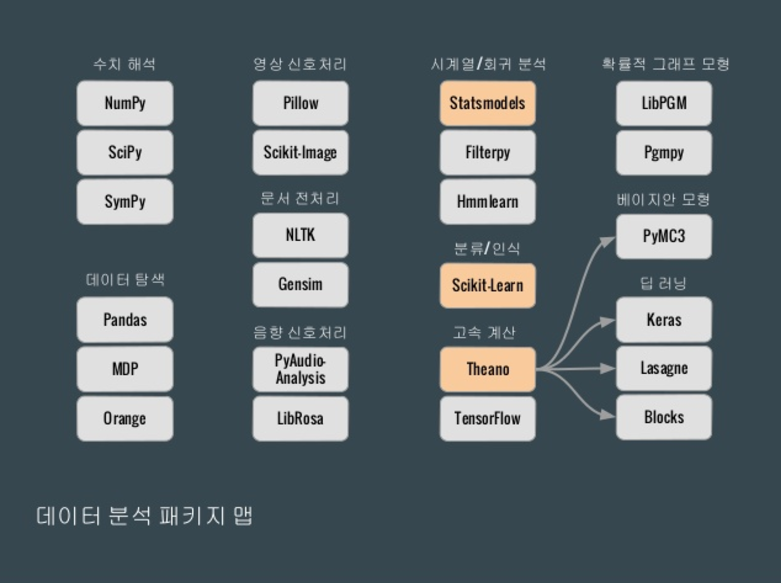 수치 해석
NumPy
SciPy
SymPy
데이터 탐색
Pandas
MDP
Orange
영상 신호처리
Pillow
Scikit-Image
문서 전처리
NLTK
Gensim
음향 신호처리
PyAudio-
Analysis
LibRosa
시계열/회귀 분석
Statsmodels
Filterpy
Hmmlearn
분류/인식
Scikit-Learn
고속 계산
Theano
TensorFlow
확률적 그래프 모형
LibPGM
Pgmpy
베이지안 모형
PyMC3
딥 러닝
Keras
Lasagne
Blocks
데이터 분석 패키지 맵